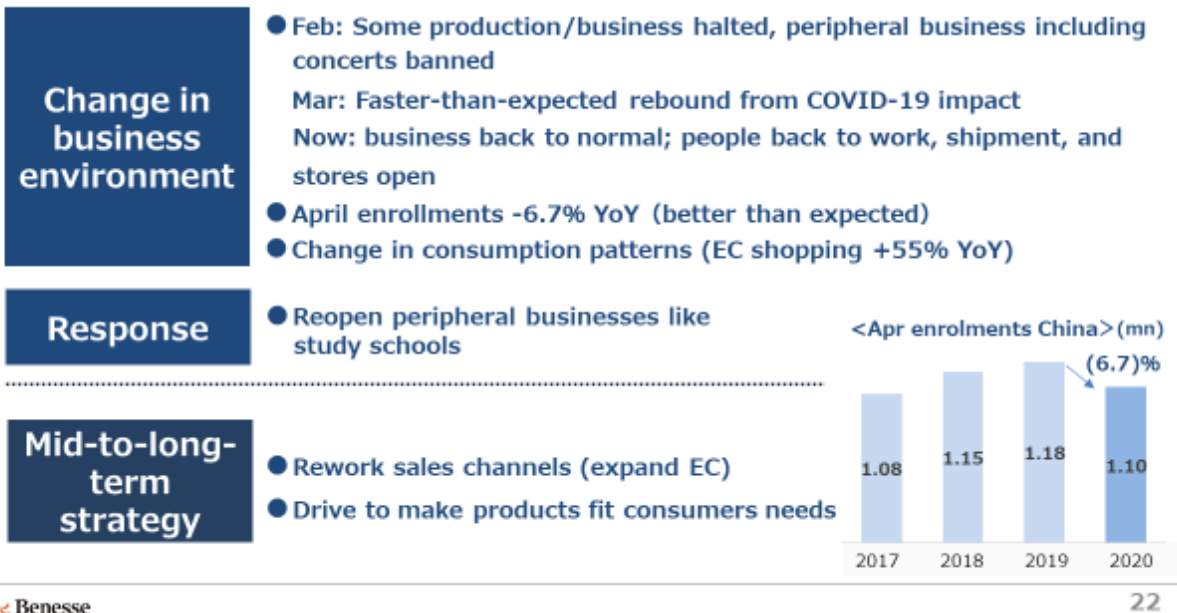 Change in
business
environment
●Feb: Some production/business halted, peripheral business including
concerts banned
Mar: Faster-than-expected rebound from COVID-19 impact
Now: business back to normal; people back to work, shipment, and
stores open
●April enrollments -6.7% YoY (better than expected)
●Change in consumption patterns (EC shopping +55% YoY)
Response
●Reopen peripheral businesses like
study schools
Mid-to-long-
term
strategy
●Rework sales channels (expand EC)
●Drive to make products fit consumers needs
<Apr enrolments China>(mn)
(6.7)%
1.08 1.15 1.18 1.10
2017 2018 2019 2020
Benesse
22